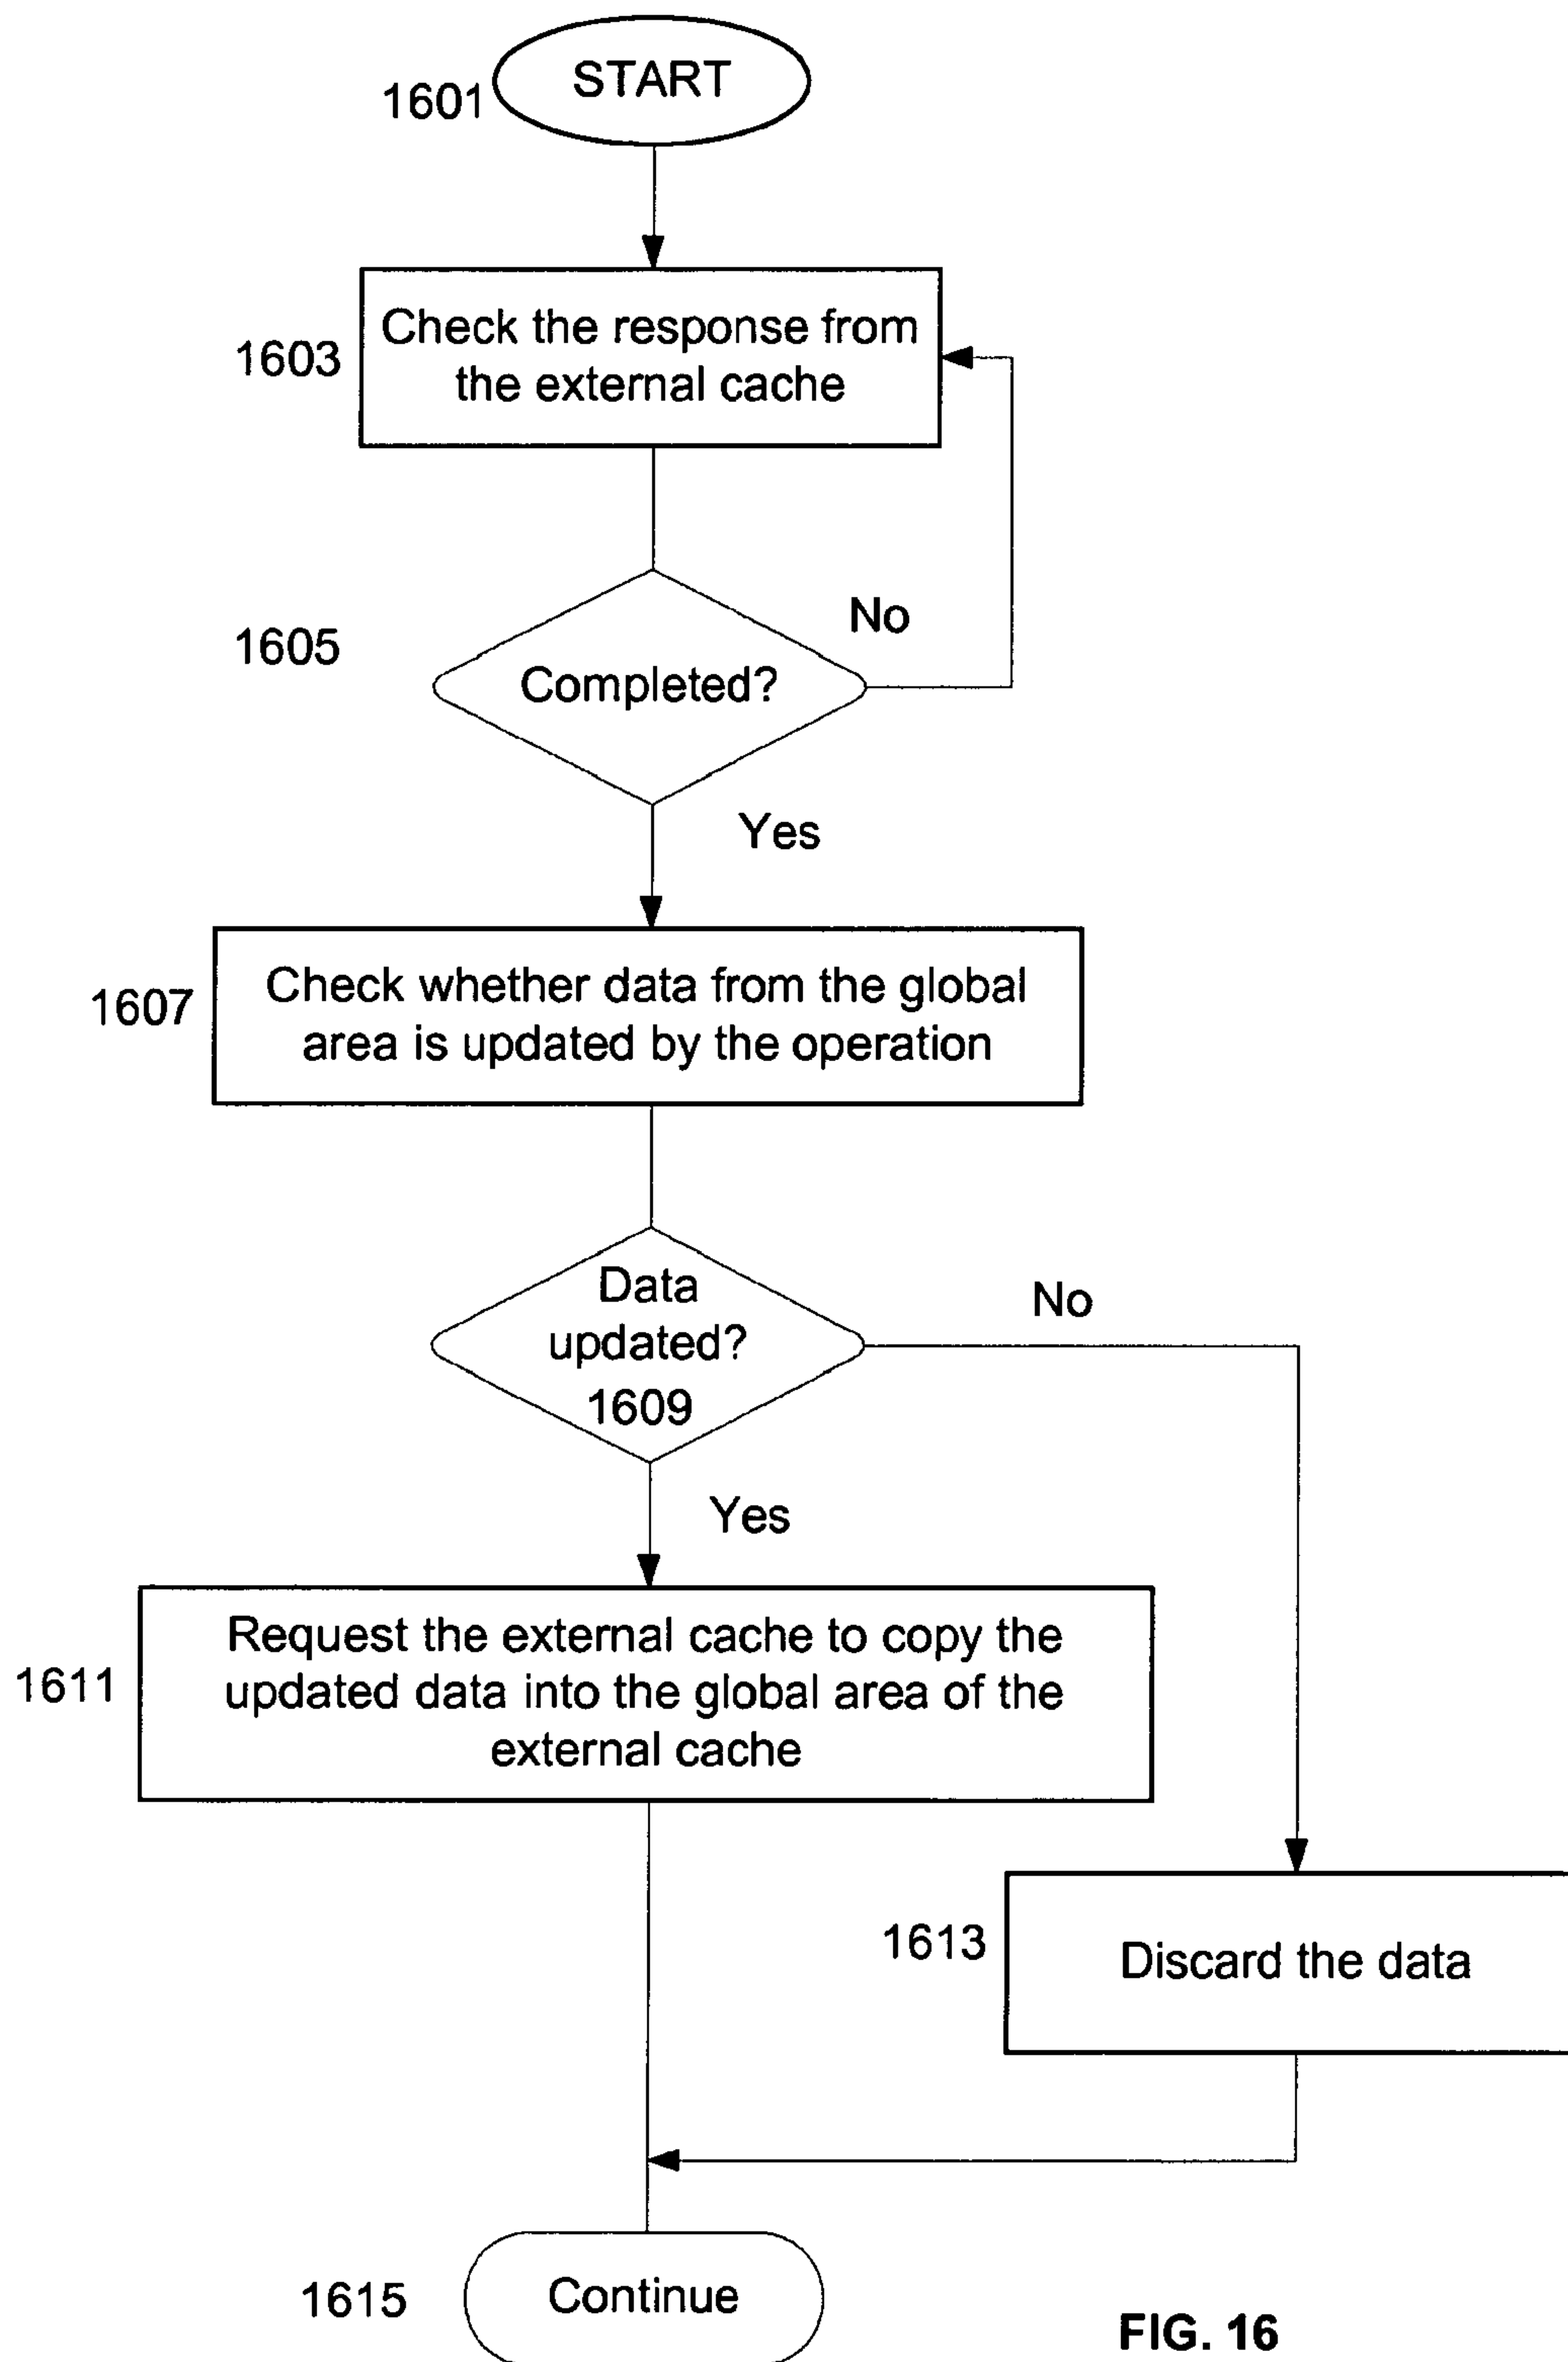 START
1601
Check the response from
the external cache
1603
No
1605
Completed?
Yes
Check whether data from the global
area is updated by the operation
1607
Data
updated?
1609
No
Yes
Request the external cache to copy the
updated data into the global area of the
external cache
1611
1613
Discard the data
1615
Continue
FIG. 16